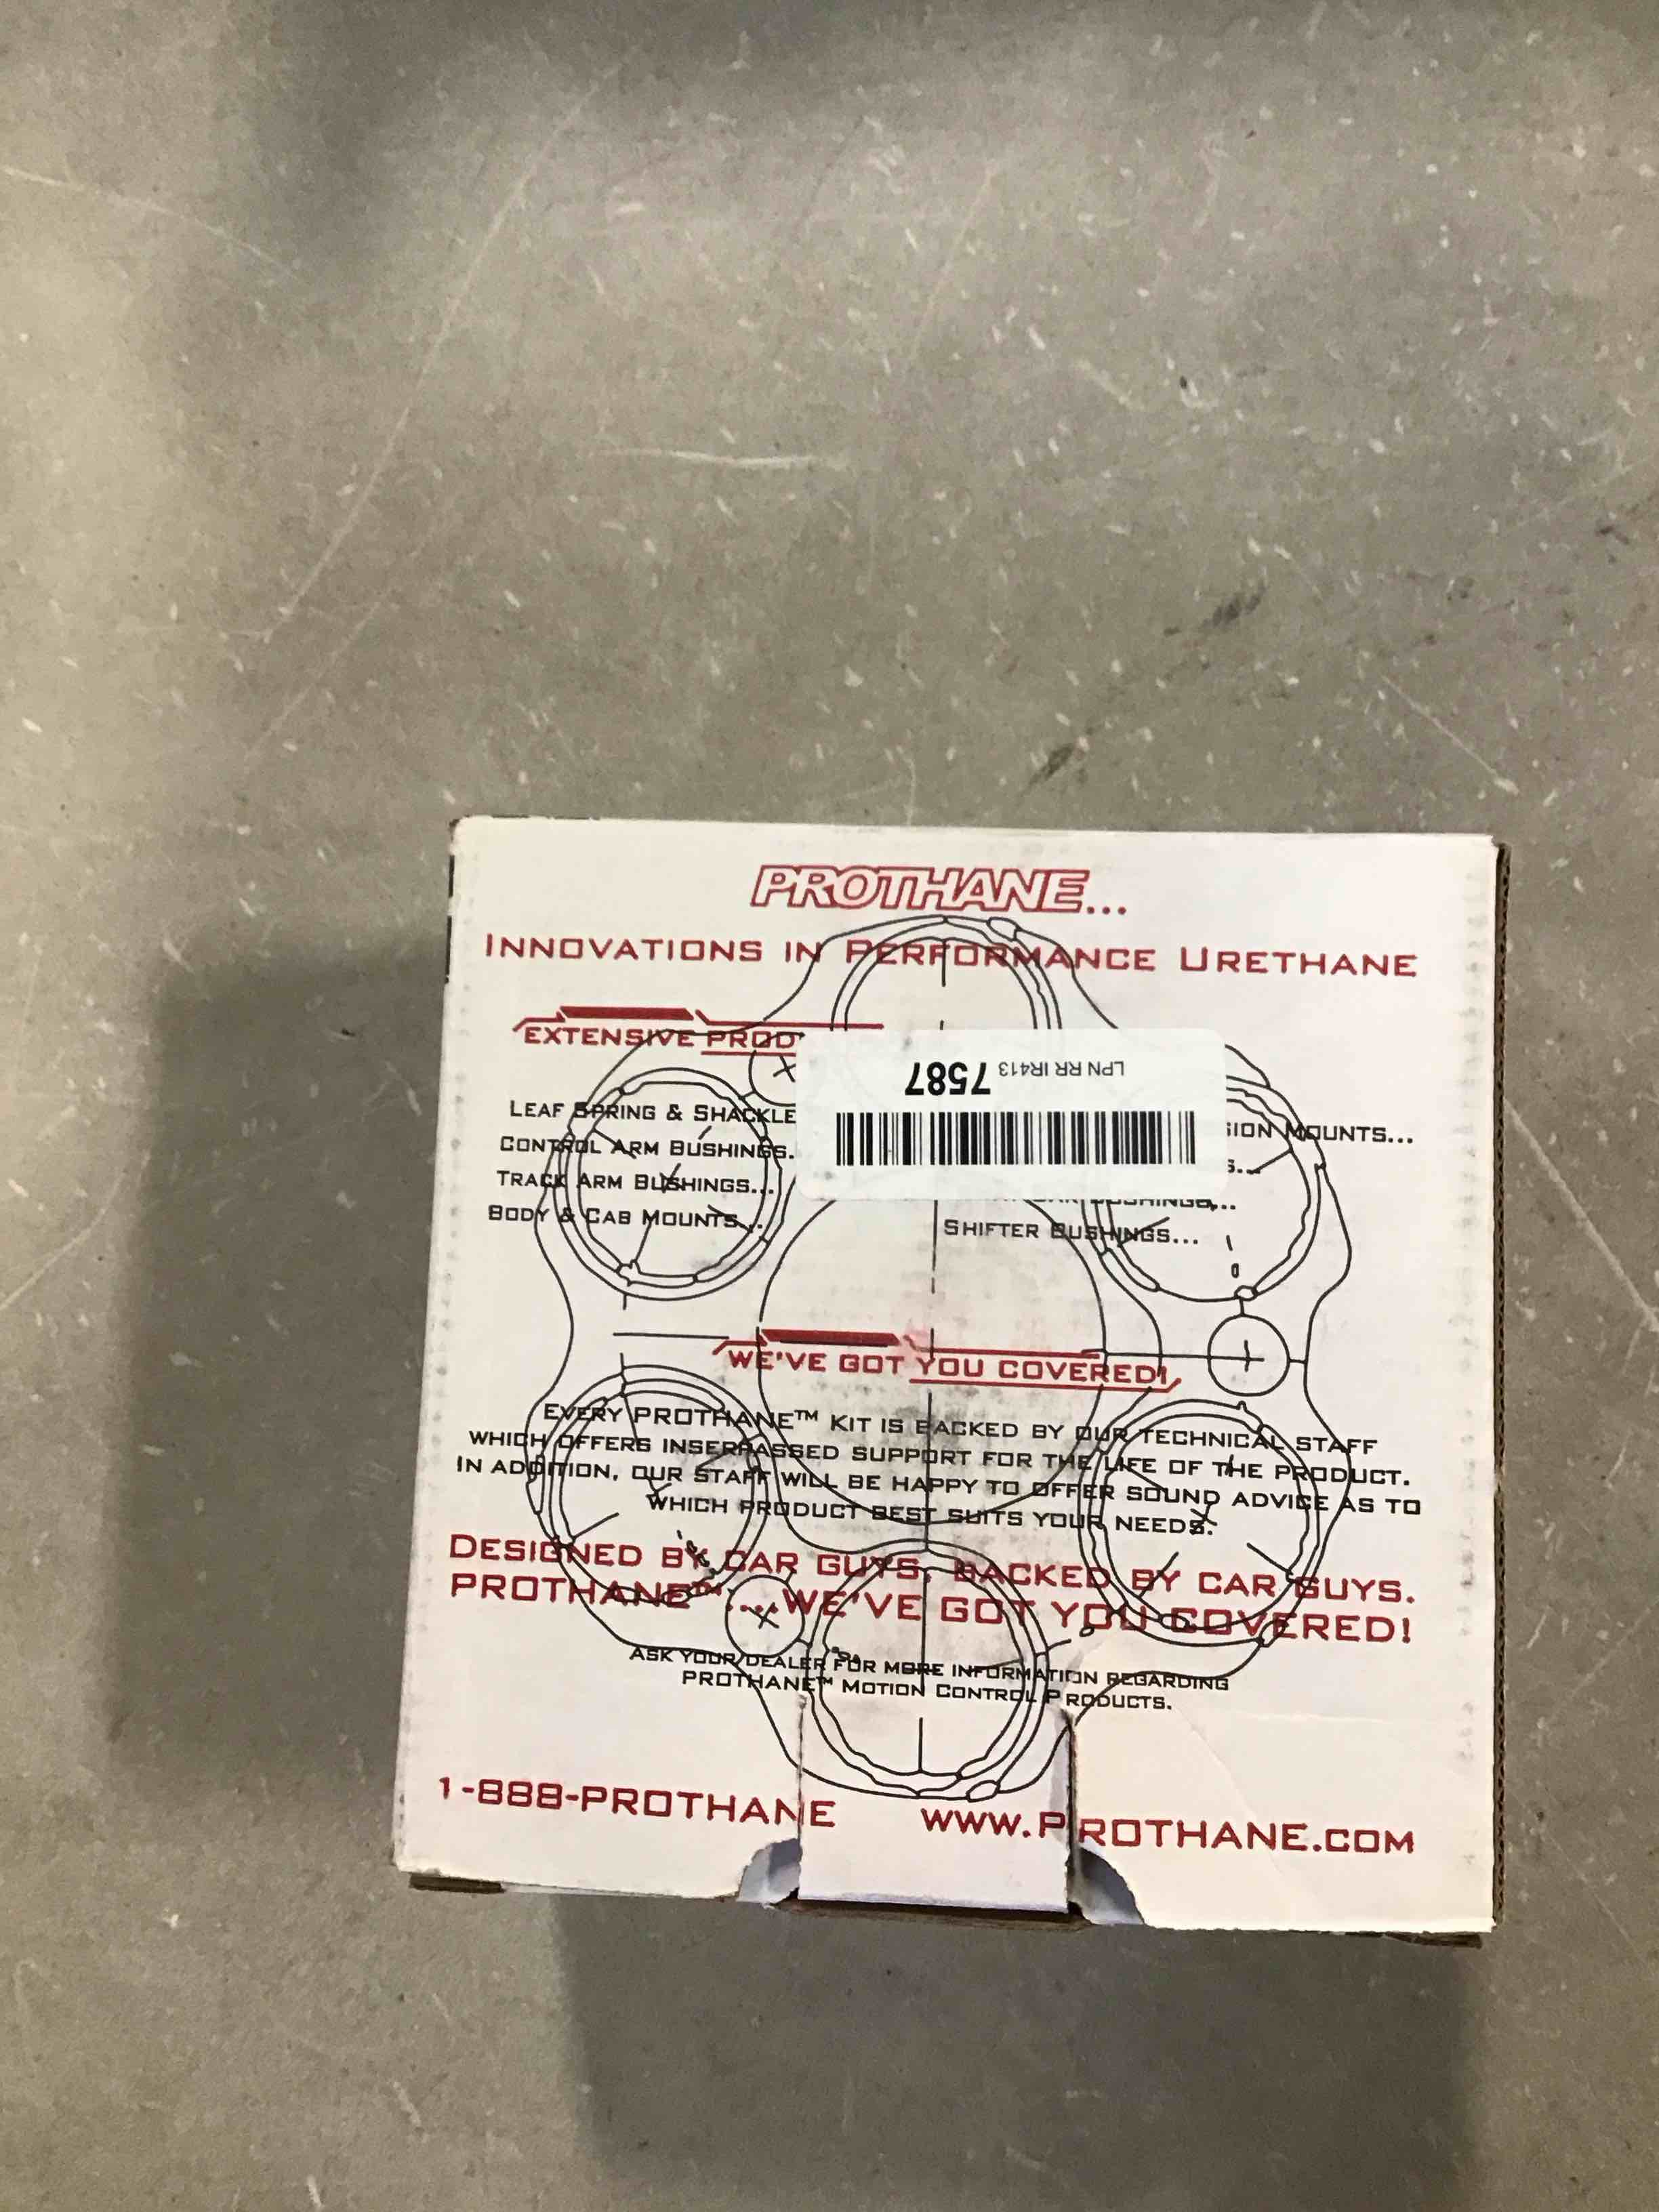 PROTHANE...
INNOVATIONS IN PERFORMANCE URETHANE
EXTENSIVE PROD
LPN RR IR413 7587
LEAF SPRING & SHACKLE
CONTROL ARM BUSHINGS.
TRACK ARM BUSHINGS...
BODY & CAB MOUNTS...
SION MOUNTS...
S...
BUSHINGS...
SHIFTER BUSHINGS...
WE'VE GOT YOU COVERED!
EVERY PROTHANE™ KIT IS BACKED BY OUR TECHNICAL STAFF
WHICH OFFERS INSERPASSED SUPPORT FOR THE LIFE OF THE PRODUCT.
IN ADDITION, OUR STAFF WILL BE HAPPY TO OFFER SOUND ADVICE AS TO
WHICH PRODUCT BEST SUITS YOUR NEEDS.
DESIGNED BY CAR GUYS, BACKED BY CAR GUYS.
PROTHANE™....WE'VE GOT YOU COVERED!
ASK YOUR DEALER FOR MORE INFORMATION REGARDING
PROTHANE™ MOTION CONTROL PRODUCTS.
1-888-PROTHANE WWW.PROTHANE.COM